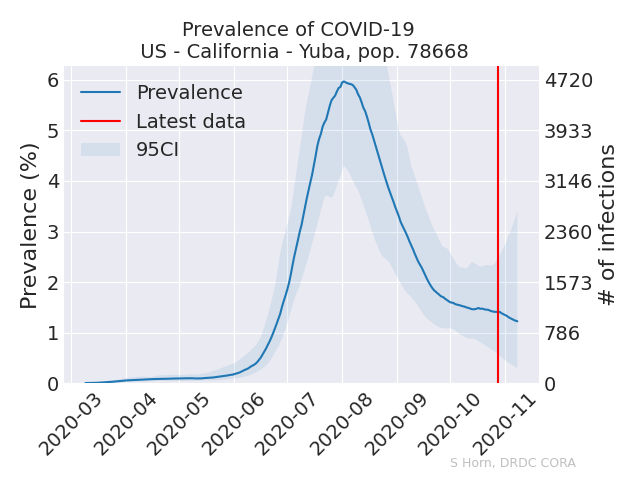 Prevalence of COVID-19
US - California - Yuba, pop. 78668
Prevalence
Latest data
95CI
Prevalence (%)
6
5
4
3
2
1
0
4720
3933
3146
2360
1573
786
0
# of infections
2020-03
2020-04
2020-05
2020-06
2020-07
2020-08
2020-09
2020-10
2020-11
S Horn, DRDC CORA